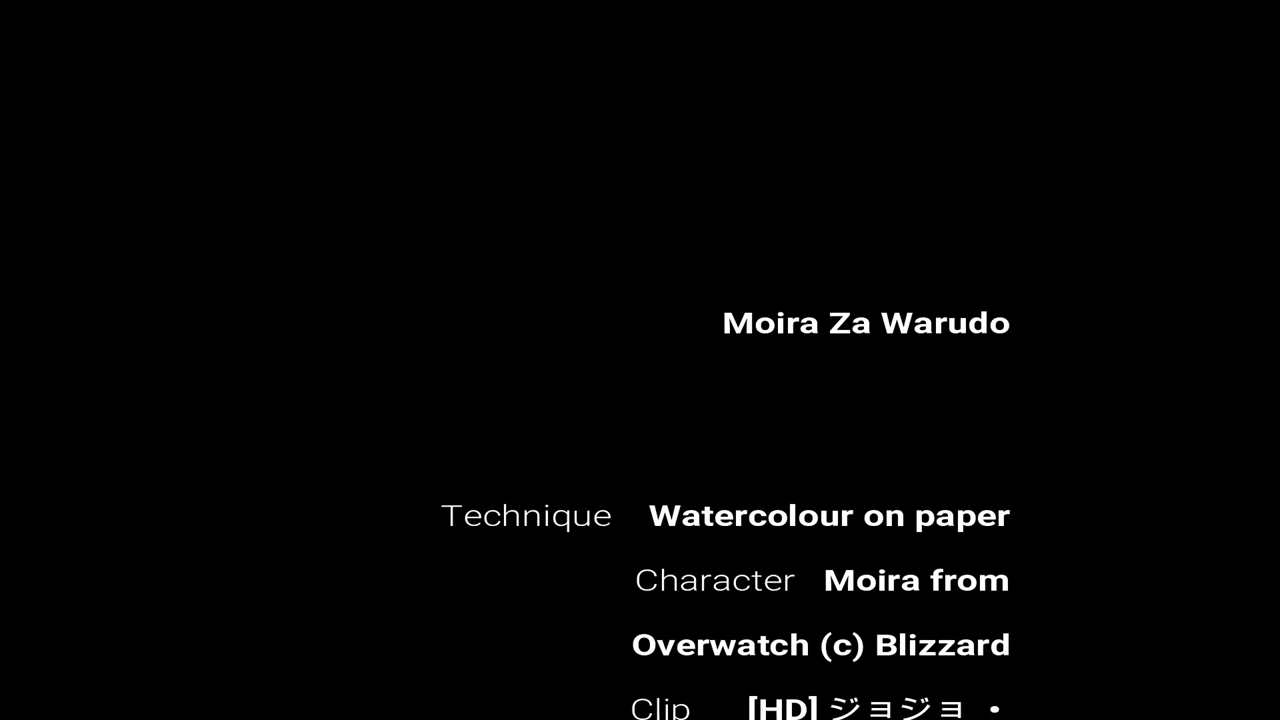 Moira Za Warudo
Technique Watercolour on paper
Character Moira from
Overwatch (c) Blizzard
Clip [HD] ジョジョ・